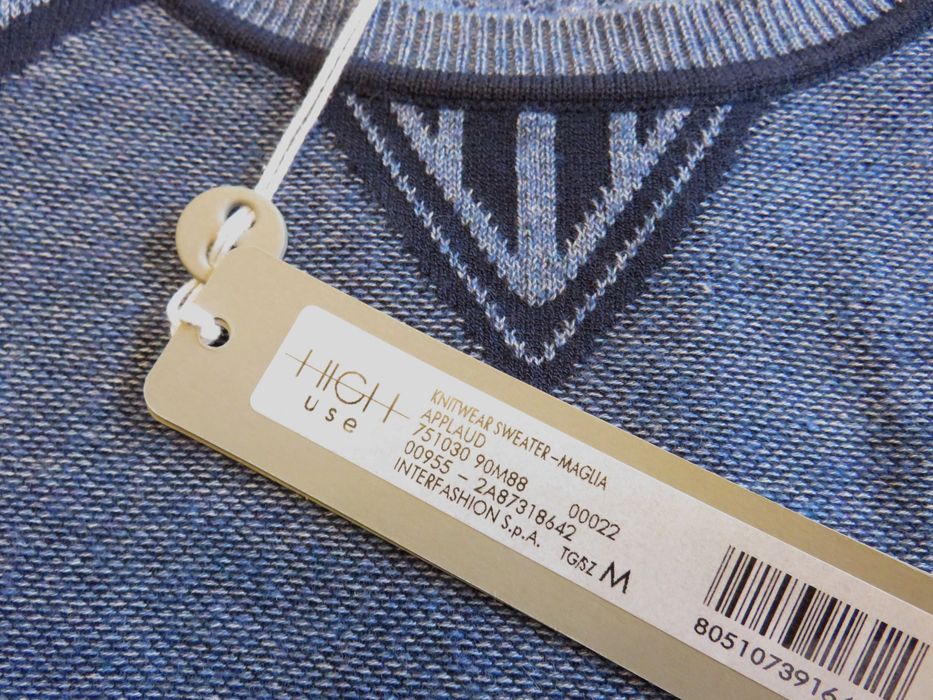 HIGH
use
KNITWEAR SWEATER-MAGLIA
APPLAUD
751030 90M88 00022
00955 - 2A87318642
INTERFASHION S.p.A. TG/SZ M
8051073916